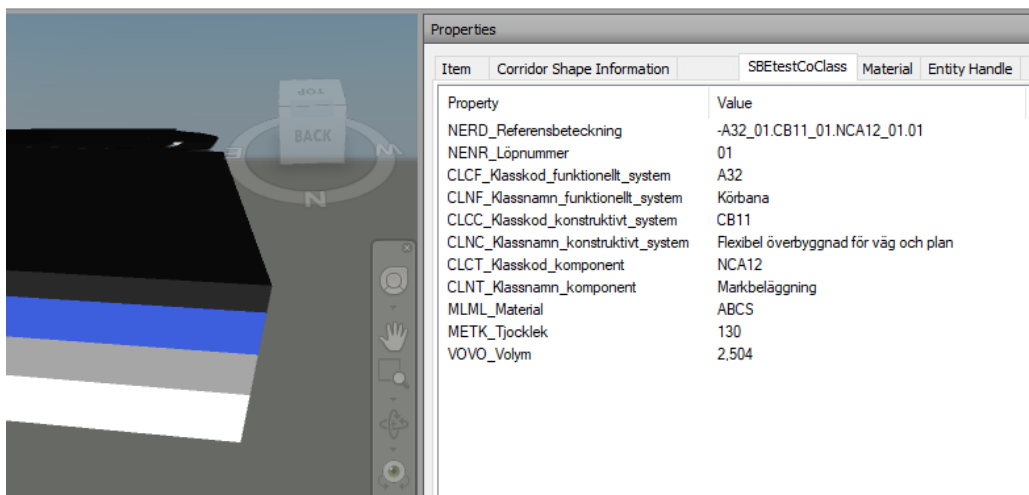 Properties
Item Corridor Shape Information SBEtestCoClass Material Entity Handle
Property Value
NERD_Referensbeteckning -A32_01.CB11_01.NCA12_01.01
NENR_Löpnummer 01
CLCF_Klasskod_funktionellt_system A32
CLNF_Klassnamn_funktionellt_system Körbana
CLCC_Klasskod_konstruktivt_system CB11
CLNC_Klassnamn_konstruktivt_system Flexibel överbyggnad för väg och plan
CLCT_Klasskod_komponent NCA12
CLNT_Klassnamn_komponent Markbeläggning
MLML_Material ABCS
METK_Tjocklek 130
VOVO_Volym 2,504
TOP
BACK
E
W
N